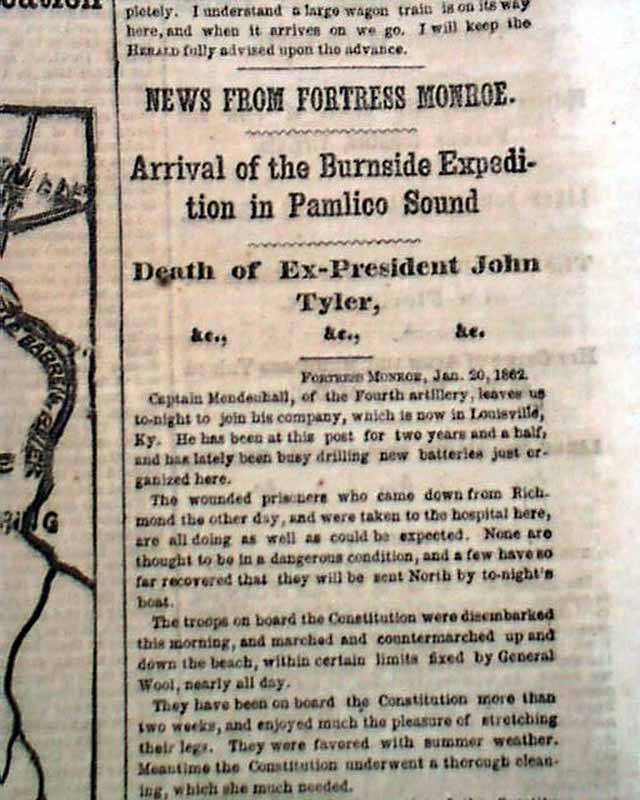 pletely. I understand a large wagon train is on its way
here, and when it arrives on we go. I will keep the
HERALD fully advised upon the advance.
NEWS FROM FORTRESS MONROE.
Arrival of the Burnside Expedi-
tion in Pamlico Sound
Death of Ex-President John
Tyler,
&c., &c., &c.
FORTRESS MONROE, Jan. 20, 1862.
Captain Mendenhall, of the Fourth artillery, leaves us
to-night to join his company, which is now in Louisville,
Ky. He has been at this post for two years and a half,
and has lately been busy drilling new batteries just or-
ganized here.
The wounded prisoners who came down from Rich-
mond the other day, and were taken to the hospital here,
are all doing as well as could be expected. None are
thought to be in a dangerous condition, and a few have so
far recovered that they will be sent North by to-night's
boat.
The troops on board the Constitution were disembarked
this morning, and marched and countermarched up and
down the beach, within certain limits fixed by General
Wool, nearly all day.
They have been on board the Constitution more than
two weeks, and enjoyed much the pleasure of stretching
their legs. They were favored with summer weather.
Meantime the Constitution underwent a thorough clean-
ing, which she much needed.
BARREN RIVER